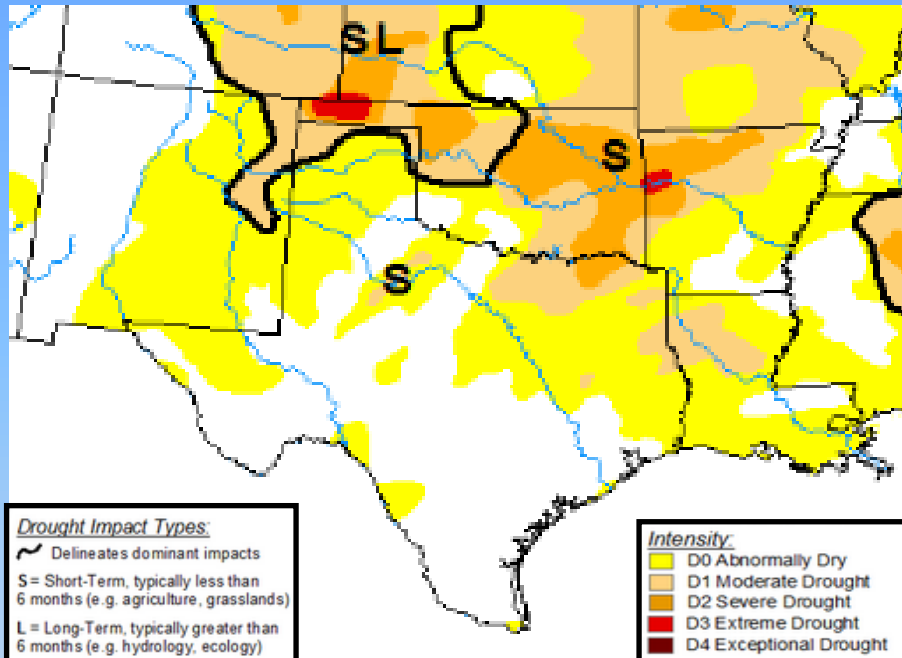 S L
S
S
Drought Impact Types:
Delineates dominant impacts
S = Short-Term, typically less than
6 months (e.g. agriculture, grasslands)
L = Long-Term, typically greater than
6 months (e.g. hydrology, ecology)
Intensity:
D0 Abnormally Dry
D1 Moderate Drought
D2 Severe Drought
D3 Extreme Drought
D4 Exceptional Drought